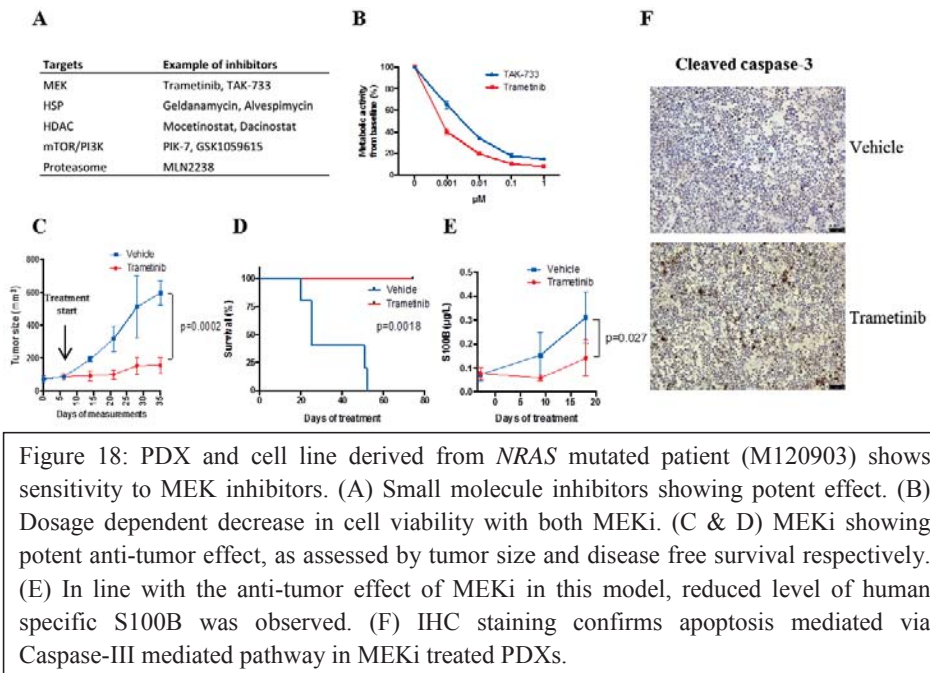 A
Targets Example of inhibitors
MEK Trametinib, TAK-733
HSP Geldanamycin, Alvespimycin
HDAC Mocetinostat, Dacinostat
mTOR/PI3K PIK-7, GSK1059615
Proteasome MLN2238
B
TAK-733
Trametinib
Metabolic activity
from baseline (%)
100
80
60
40
20
0
0 0.001 0.01 0.1 1
µM
F
Cleaved caspase-3
Vehicle
Trametinib
C
Vehicle
Trametinib
Tumor size (mm³)
800
600
400
200
0
Treatment
start
p=0.0002
0 5 10 15 20 25 30 35
Days of measurements
D
Vehicle
Trametinib
Survival (%)
100
50
0
p=0.0018
0 20 40 60 80
Days of treatment
E
Vehicle
Trametinib
S100B (µg/L)
0.5
0.4
0.3
0.2
0.1
0.0
p=0.027
0 5 10 15 20
Days of treatment
Figure 18: PDX and cell line derived from NRAS mutated patient (M120903) shows
sensitivity to MEK inhibitors. (A) Small molecule inhibitors showing potent effect. (B)
Dosage dependent decrease in cell viability with both MEKi. (C & D) MEKi showing
potent anti-tumor effect, as assessed by tumor size and disease free survival respectively.
(E) In line with the anti-tumor effect of MEKi in this model, reduced level of human
specific S100B was observed. (F) IHC staining confirms apoptosis mediated via
Caspase-III mediated pathway in MEKi treated PDXs.